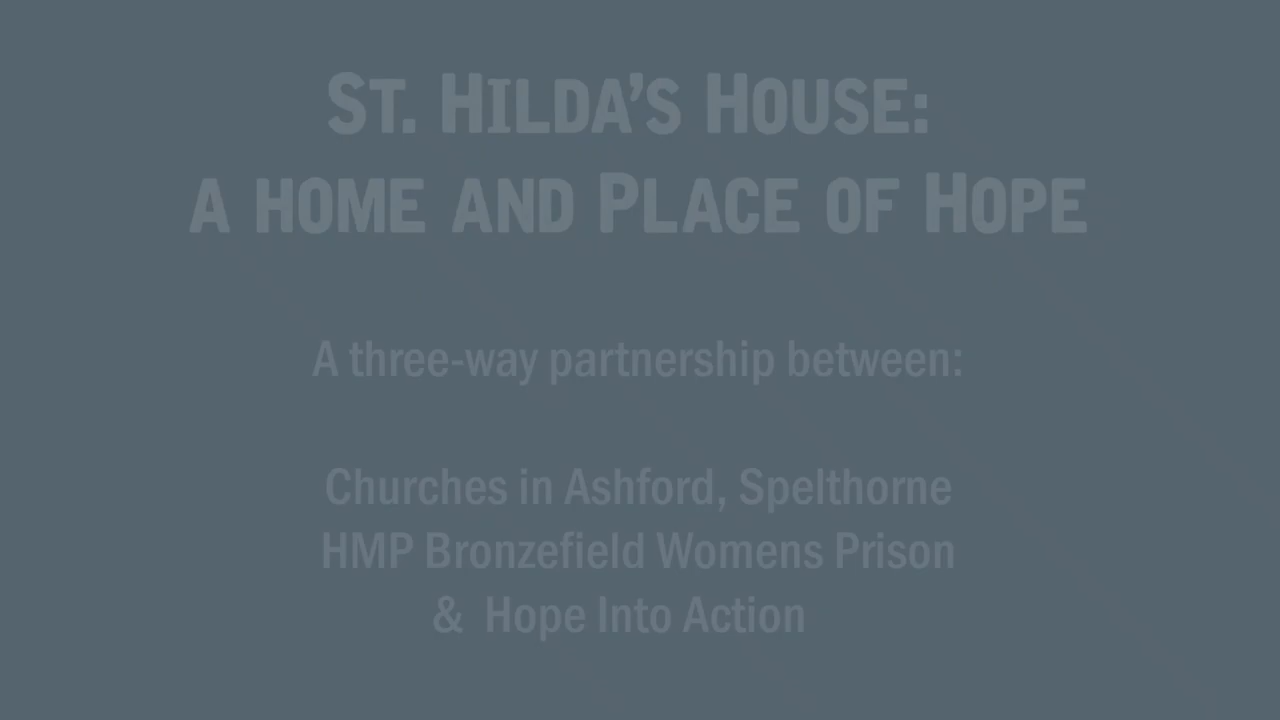 St. Hilda's House:
a home and Place of Hope
A three-way partnership between:
Churches in Ashford, Spelthorne
HMP Bronzefield Womens Prison
& Hope Into Action